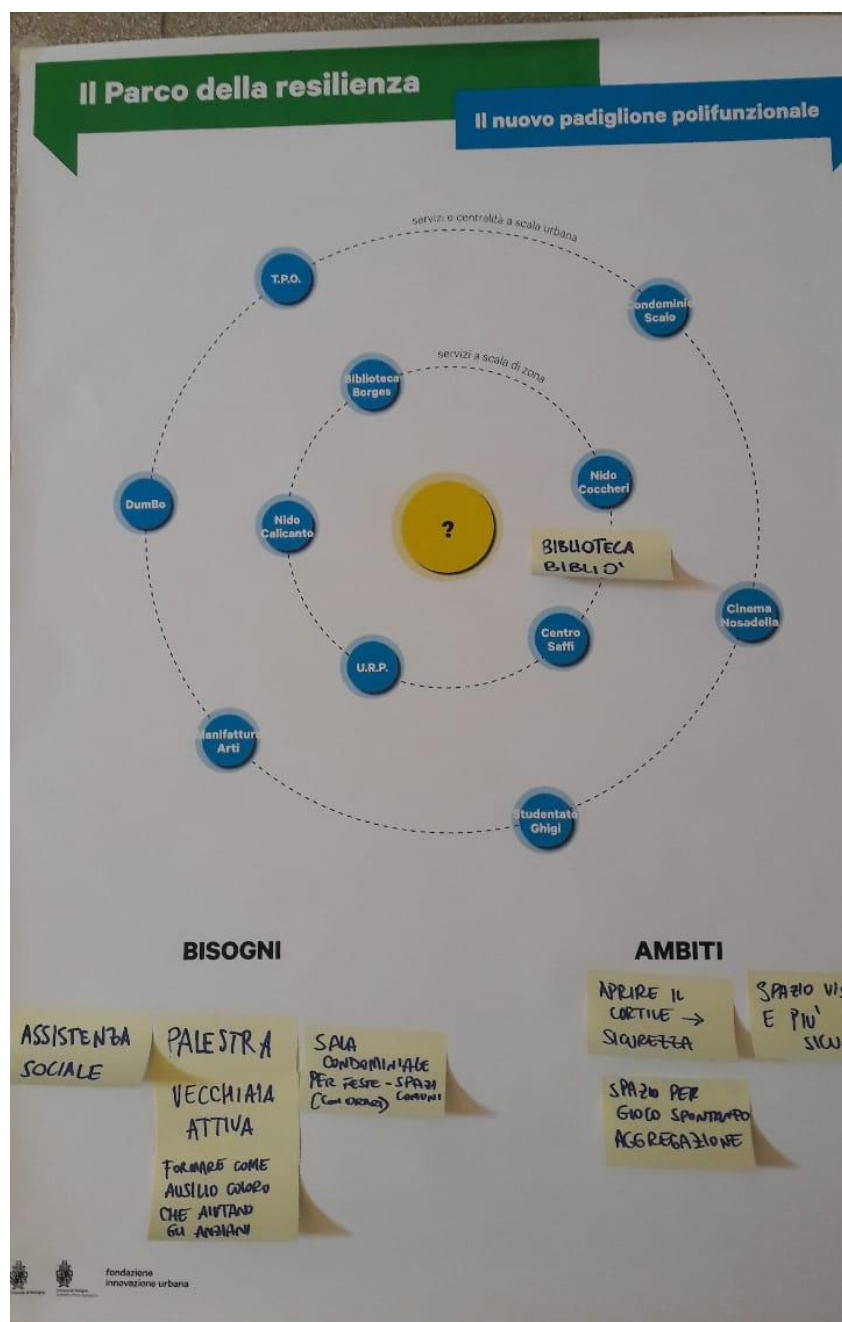 Il Parco della resilienza
Il nuovo padiglione polifunzionale
servizi e centralità a scala urbana
T.P.O.
Condominio
Scalo
servizi a scala di zona
Biblioteca
Borges
Nido
Coccheri
DumBo
Nido
Calicanto
?
BIBLIOTECA
BIBLIO'
Cinema
Nosadella
Centro
Saffi
U.R.P.
Manifattura
Arti
Studentato
Ghigi
BISOGNI
AMBITI
ASSISTENZA
SOCIALE
PALESTRA
VECCHIAIA
ATTIVA
FORMARE COME
AUSILIO COLORO
CHE AIUTANO
GLI ANZIANI
SALA
CONDOMINIALE
PER FESTE - SPAZI
(CON ORARI) COMUNI
APRIRE IL
CORTILE →
SICUREZZA
SPAZIO VIS
E PIU'
SICU
SPAZIO PER
GIOCO SPONTANEO
AGGREGAZIONE
fondazione
innovazione urbana